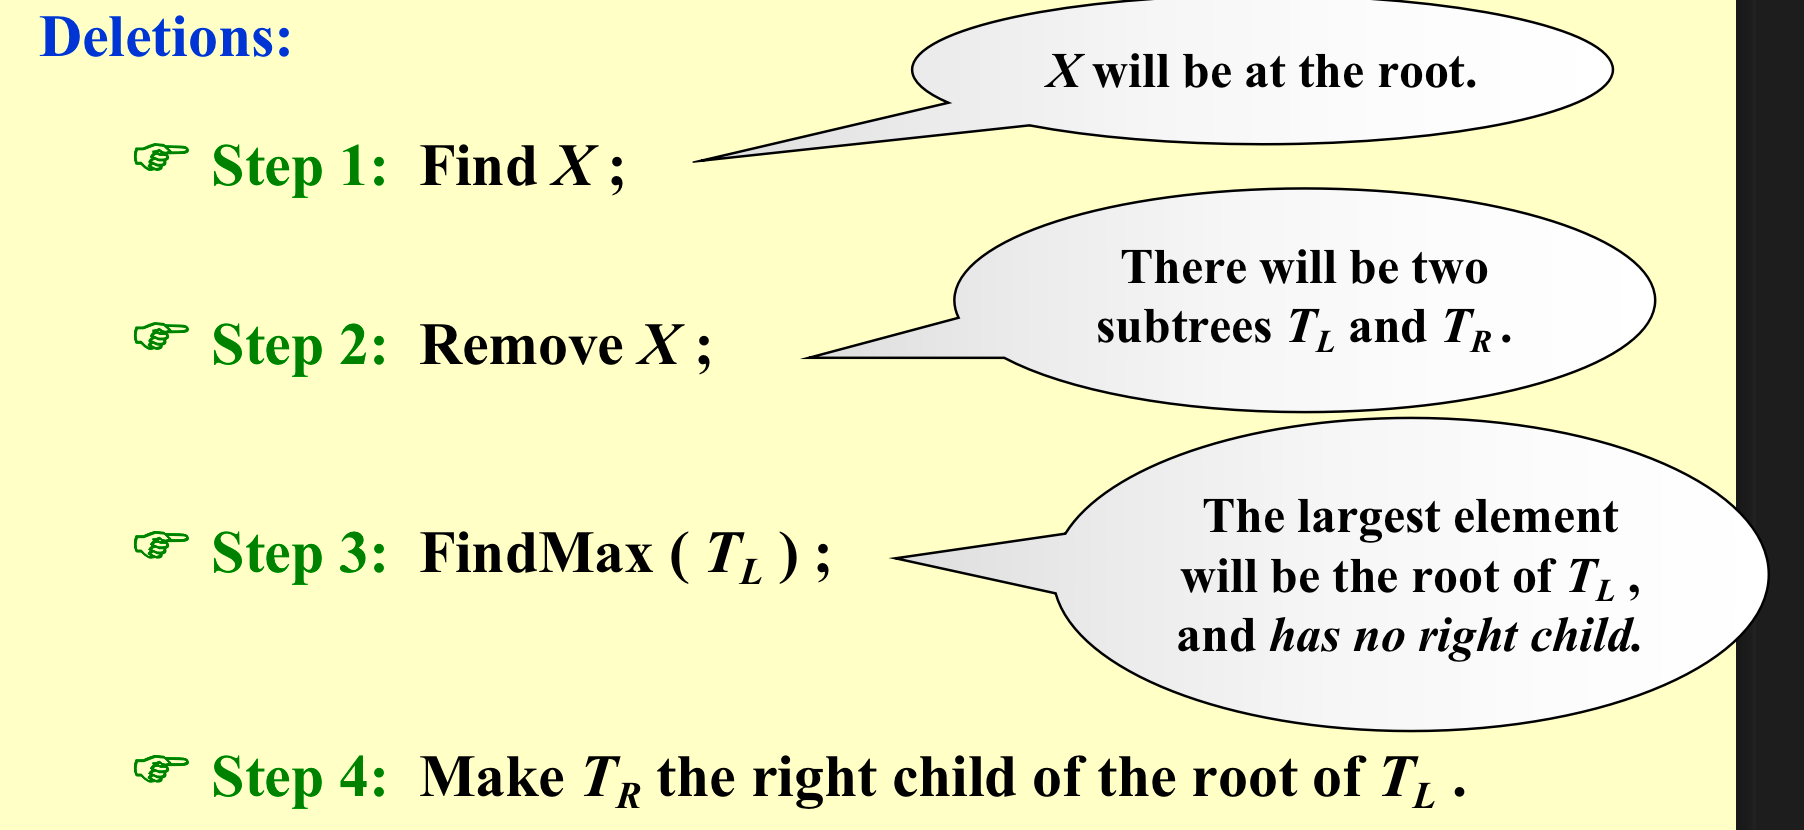 Deletions:
X will be at the root.
☞ Step 1: Find X ;
There will be two
subtrees T_L and T_R .
☞ Step 2: Remove X ;
The largest element
will be the root of T_L ,
and has no right child.
☞ Step 3: FindMax ( T_L ) ;
☞ Step 4: Make T_R the right child of the root of T_L .